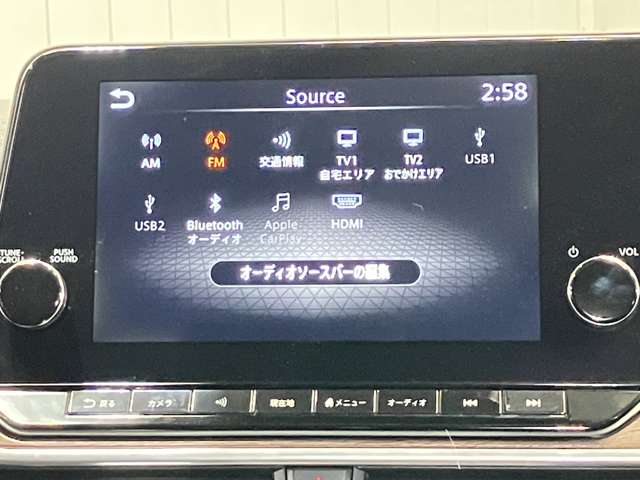 Source
2:58
AM
FM
交通情報
TV1
自宅エリア
TV2
おでかけエリア
USB1
USB2
Bluetooth
オーディオ
Apple
CarPlay
HDMI
オーディオソースバーの編集
TUNE-
SCROLL
PUSH
SOUND
VOL
戻る
カメラ
現在地
メニュー
オーディオ